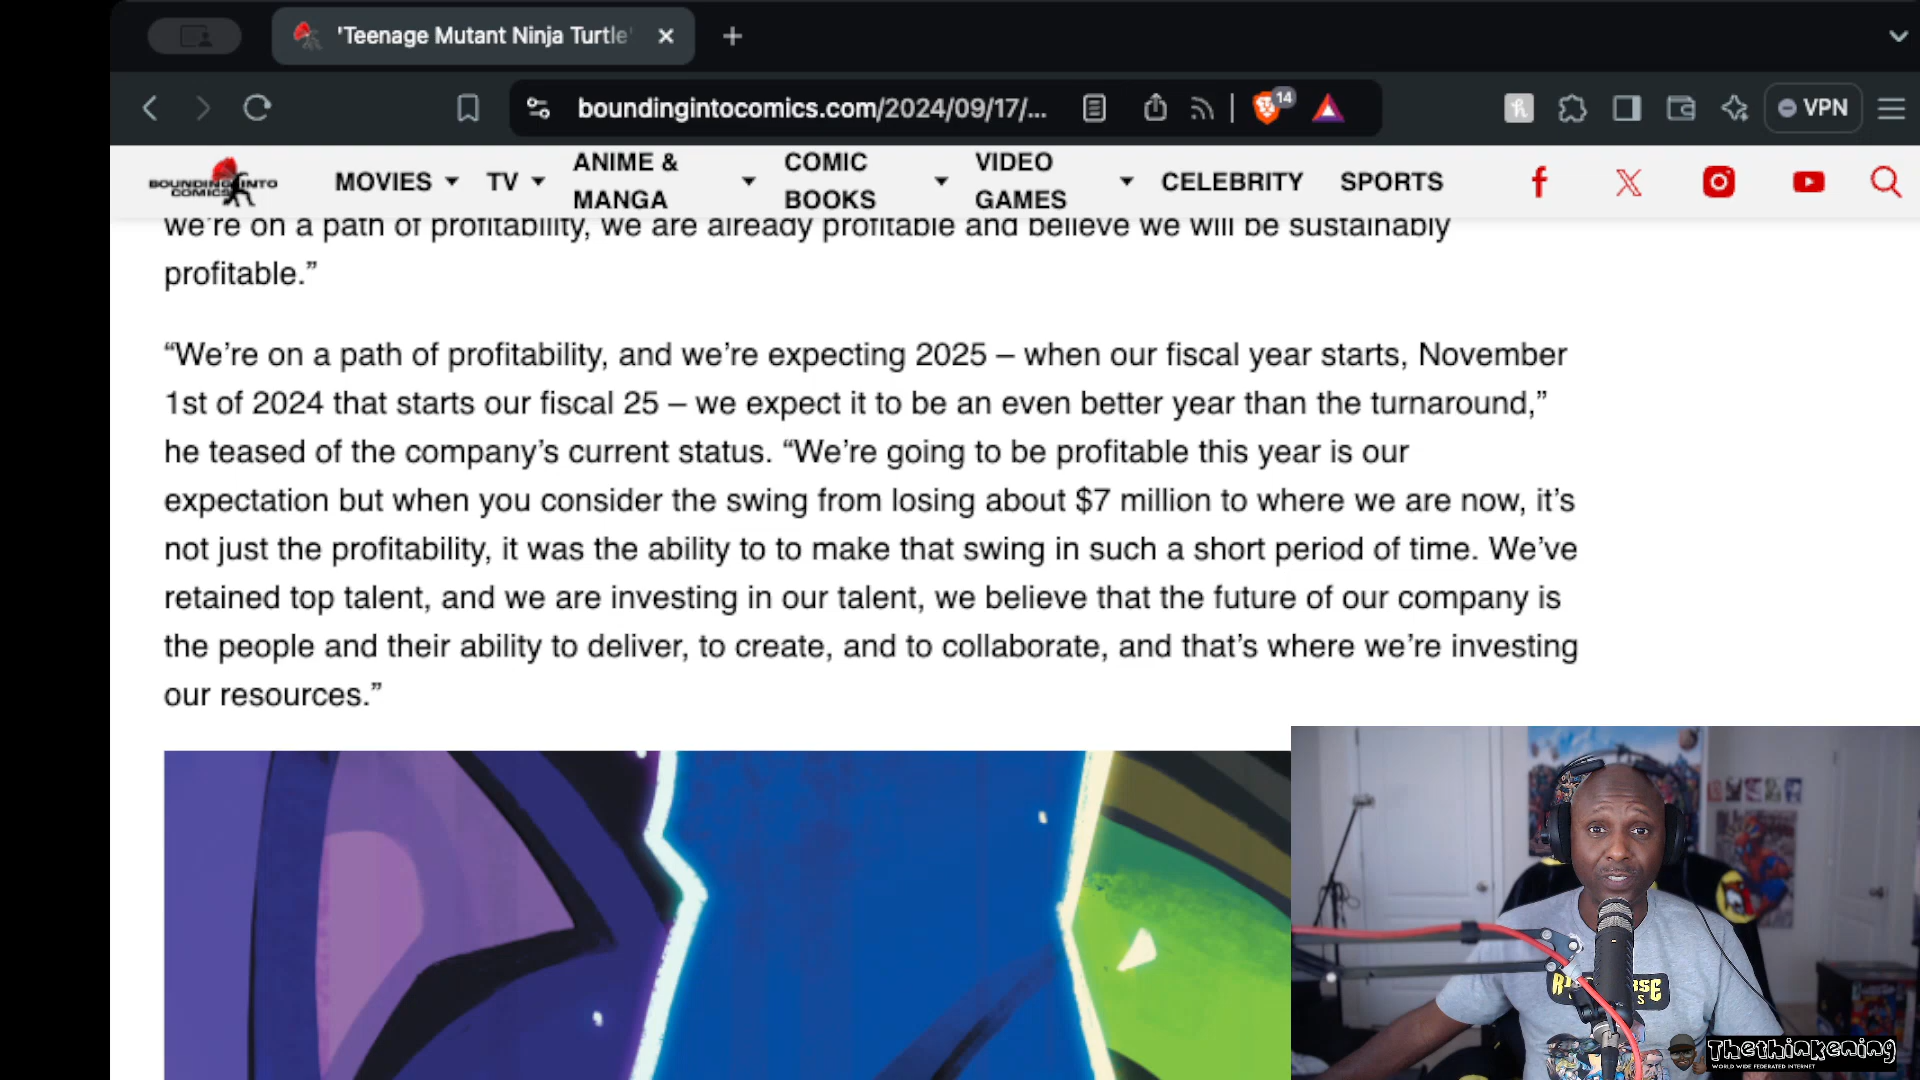 'Teenage Mutant Ninja Turtle'
boundingintocomics.com/2024/09/17/...
14
VPN
BOUNDING INTO
COMICS
MOVIES
TV
ANIME &
MANGA
COMIC
BOOKS
VIDEO
GAMES
CELEBRITY
SPORTS
we’re on a path of profitability, we are already profitable and believe we will be sustainably
profitable.”
“We’re on a path of profitability, and we’re expecting 2025 – when our fiscal year starts, November
1st of 2024 that starts our fiscal 25 – we expect it to be an even better year than the turnaround,”
he teased of the company’s current status. “We’re going to be profitable this year is our
expectation but when you consider the swing from losing about $7 million to where we are now, it’s
not just the profitability, it was the ability to to make that swing in such a short period of time. We’ve
retained top talent, and we are investing in our talent, we believe that the future of our company is
the people and their ability to deliver, to create, and to collaborate, and that’s where we’re investing
our resources.”
Thethinkening
WORLD WIDE FEDERATED INTERNET